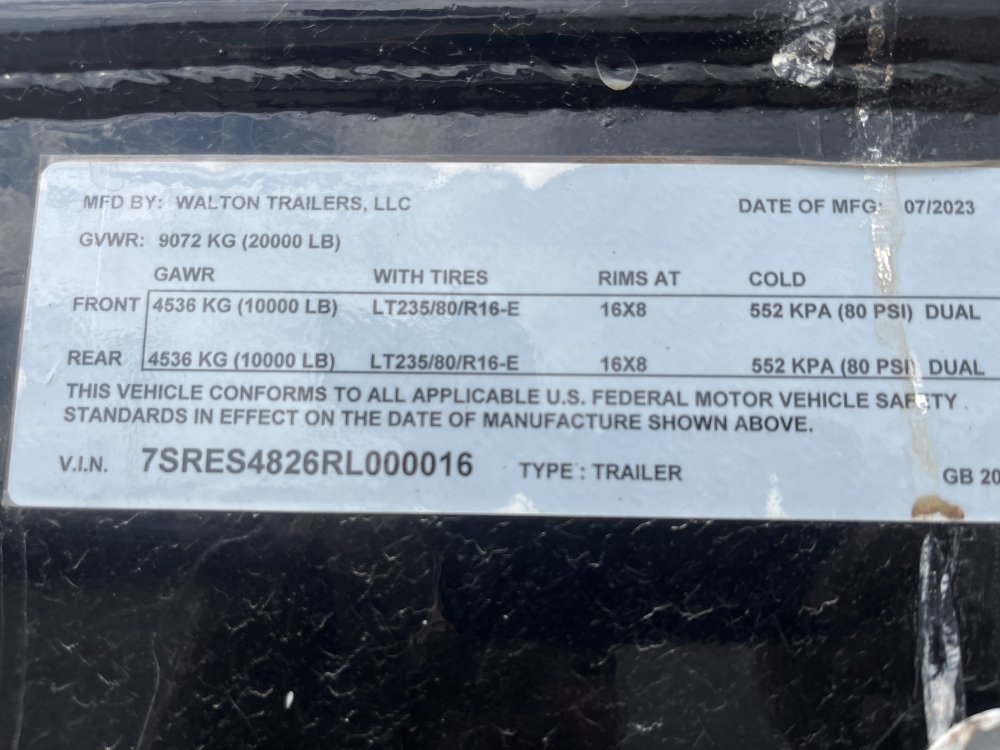 MFD BY: WALTON TRAILERS, LLC DATE OF MFG: 07/2023
GVWR: 9072 KG (20000 LB)
GAWR WITH TIRES RIMS AT COLD
FRONT 4536 KG (10000 LB) LT235/80/R16-E 16X8 552 KPA (80 PSI) DUAL
REAR 4536 KG (10000 LB) LT235/80/R16-E 16X8 552 KPA (80 PSI) DUAL
THIS VEHICLE CONFORMS TO ALL APPLICABLE U.S. FEDERAL MOTOR VEHICLE SAFETY
STANDARDS IN EFFECT ON THE DATE OF MANUFACTURE SHOWN ABOVE.
V.I.N. 7SRES4826RL000016 TYPE : TRAILER GB 20